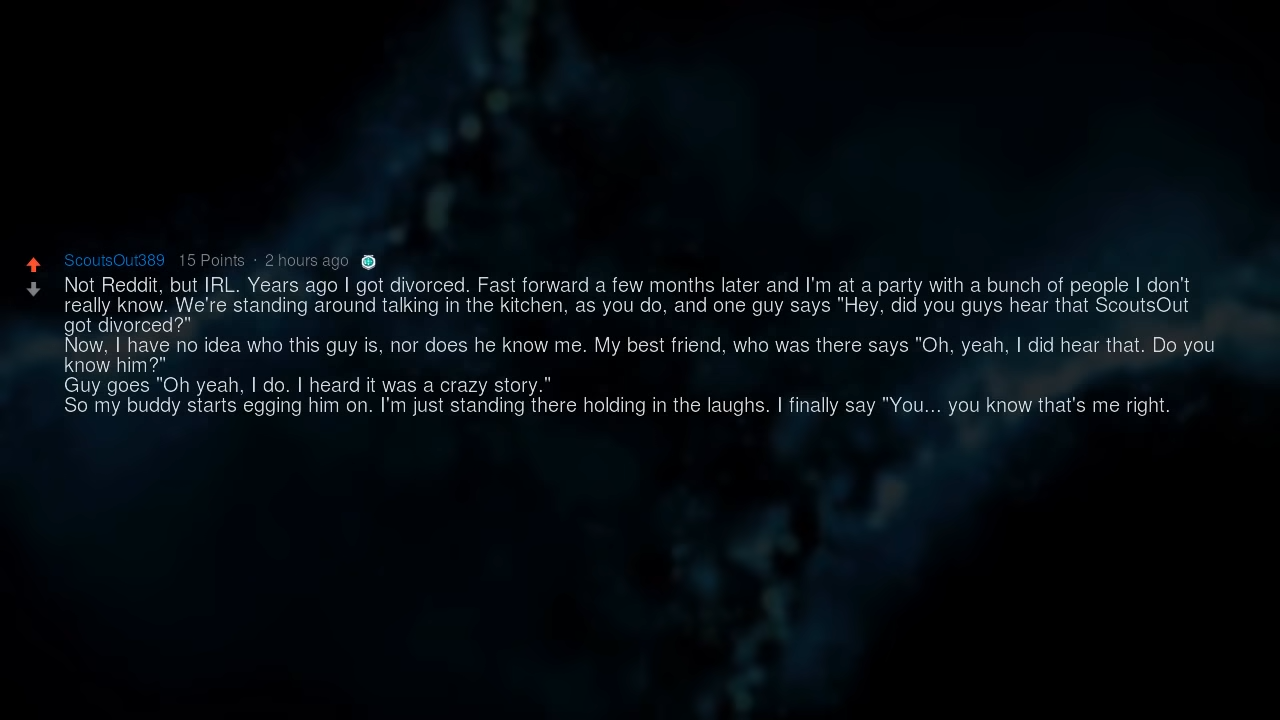 ScoutsOut389 15 Points · 2 hours ago
Not Reddit, but IRL. Years ago I got divorced. Fast forward a few months later and I'm at a party with a bunch of people I don't
really know. We're standing around talking in the kitchen, as you do, and one guy says "Hey, did you guys hear that ScoutsOut
got divorced?"
Now, I have no idea who this guy is, nor does he know me. My best friend, who was there says "Oh, yeah, I did hear that. Do you
know him?"
Guy goes "Oh yeah, I do. I heard it was a crazy story."
So my buddy starts egging him on. I'm just standing there holding in the laughs. I finally say "You... you know that's me right.